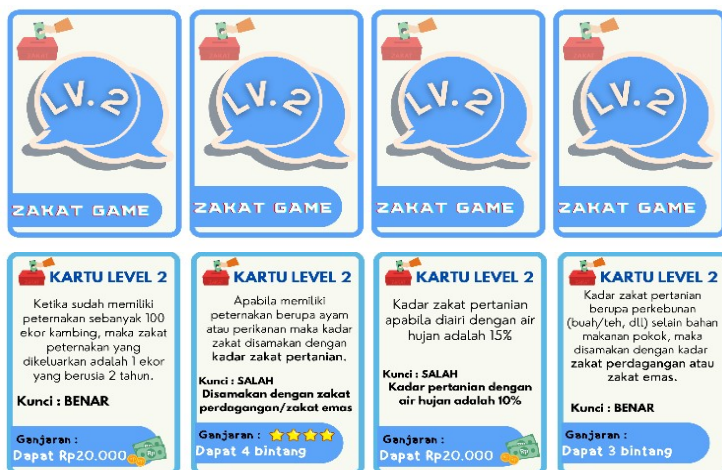 LV. 2
ZAKAT GAME
LV. 2
ZAKAT GAME
LV. 2
ZAKAT GAME
LV. 2
ZAKAT GAME
KARTU LEVEL 2
Ketika sudah memiliki
peternakan sebanyak 100
ekor kambing, maka zakat
peternakan yang
dikeluarkan adalah 1 ekor
yang berusia 2 tahun.
Kunci : BENAR
Ganjaran :
Dapat Rp20.000
Rp
KARTU LEVEL 2
Apabila memiliki
peternakan berupa ayam
atau perikanan maka kadar
zakat disamakan dengan
kadar zakat pertanian.
Kunci : SALAH
Disamakan dengan zakat
perdagangan/zakat emas
Ganjaran :
Dapat 4 bintang
KARTU LEVEL 2
Kadar zakat pertanian
apabila diairi dengan air
hujan adalah 15%
Kunci : SALAH
Kadar pertanian dengan
air hujan adalah 10%
Ganjaran :
Dapat Rp20.000
Rp
KARTU LEVEL 2
Kadar zakat pertanian
berupa perkebunan
(buah/teh, dll) selain bahan
makanan pokok, maka
disamakan dengan kadar
zakat perdagangan atau
zakat emas.
Kunci : BENAR
Ganjaran :
Dapat 3 bintang